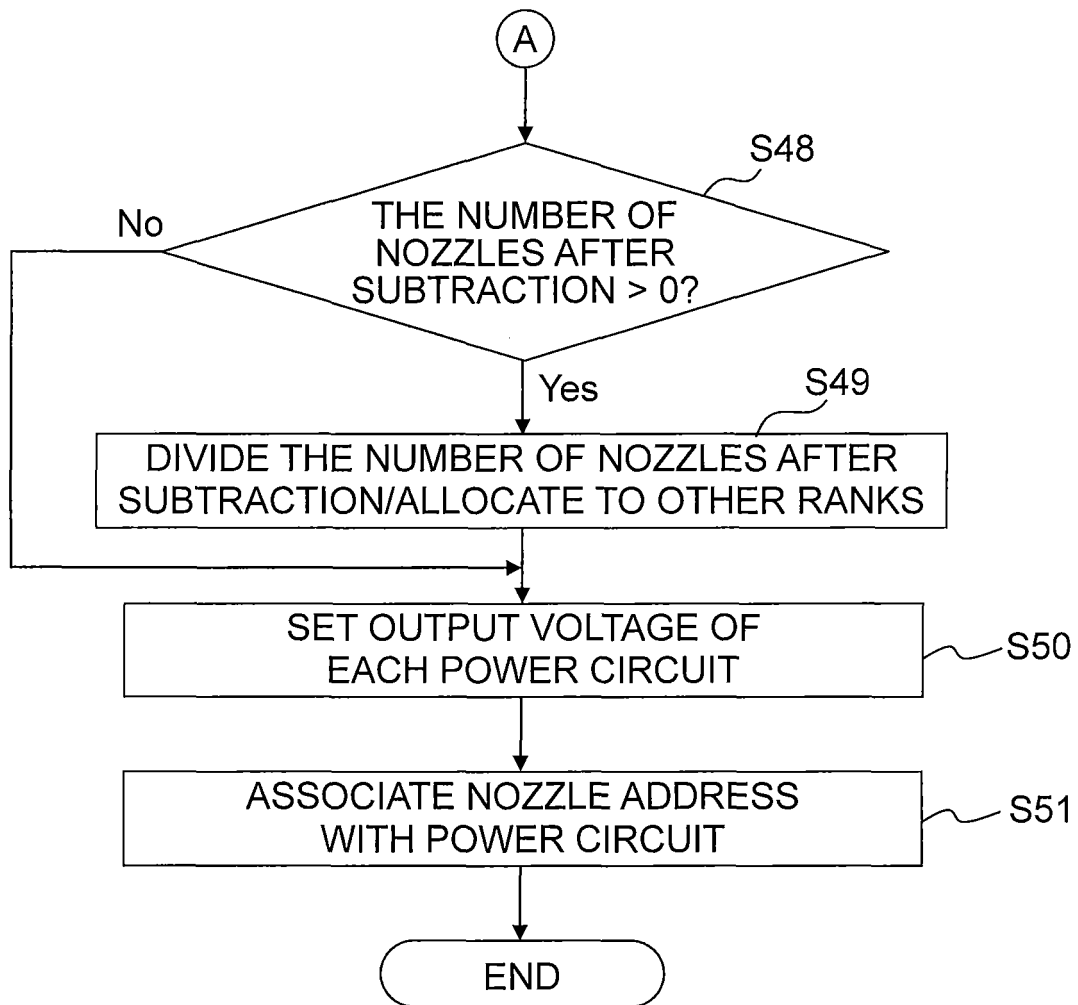 A
S48
No
THE NUMBER OF
NOZZLES AFTER
SUBTRACTION > 0?
Yes
S49
DIVIDE THE NUMBER OF NOZZLES AFTER
SUBTRACTION/ALLOCATE TO OTHER RANKS
SET OUTPUT VOLTAGE OF
EACH POWER CIRCUIT
S50
ASSOCIATE NOZZLE ADDRESS
WITH POWER CIRCUIT
S51
END